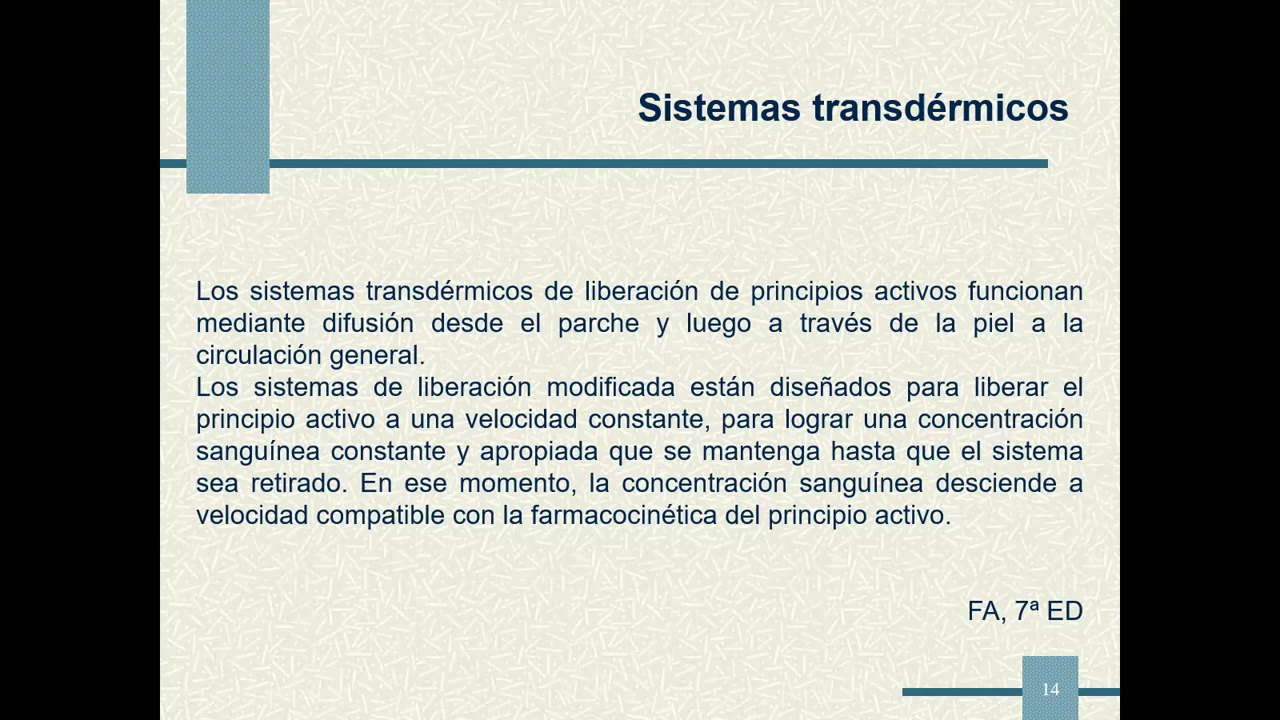 Sistemas transdérmicos
Los sistemas transdérmicos de liberación de principios activos funcionan
mediante difusión desde el parche y luego a través de la piel a la
circulación general.
Los sistemas de liberación modificada están diseñados para liberar el
principio activo a una velocidad constante, para lograr una concentración
sanguínea constante y apropiada que se mantenga hasta que el sistema
sea retirado. En ese momento, la concentración sanguínea desciende a
velocidad compatible con la farmacocinética del principio activo.
FA, 7ª ED
14